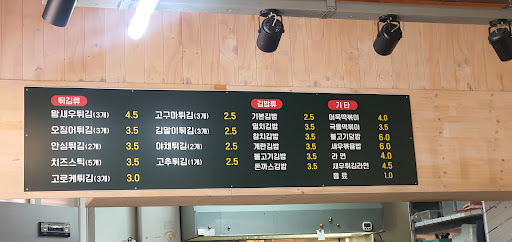 튀김류
왕새우튀김(3개) 4.5
오징어튀김(3개) 3.5
안심튀김(2개) 3.5
치즈스틱(5개) 3.5
고로케튀김(3개) 3.0
고구마튀김(3개) 2.5
김말이튀김(3개) 2.5
야채튀김(2개) 2.5
고추튀김(1개) 2.5
김밥류
기본김밥 2.5
멸치김밥 3.5
참치김밥 3.5
계란김밥 3.5
불고기김밥 3.5
돈까스김밥 3.5
기타
어묵떡볶이 4.0
국물떡볶이 3.5
불고기덮밥 6.0
새우볶음밥 6.0
라면 4.0
새우튀김라면 4.5
음료 1.0